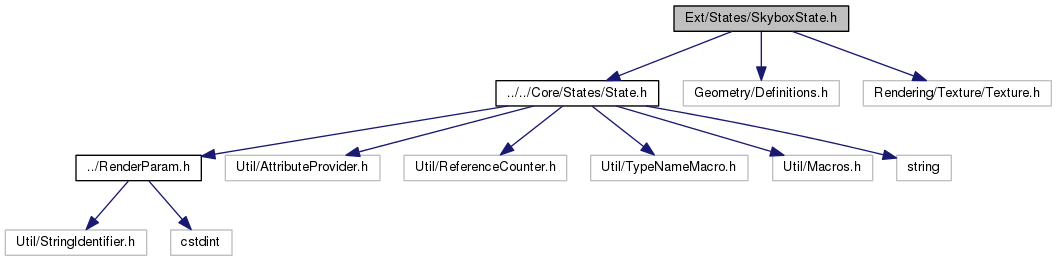 Ext/States/SkyboxState.h
../../Core/States/State.h
Geometry/Definitions.h
Rendering/Texture/Texture.h
../RenderParam.h
Util/AttributeProvider.h
Util/ReferenceCounter.h
Util/TypeNameMacro.h
Util/Macros.h
string
Util/StringIdentifier.h
cstdint